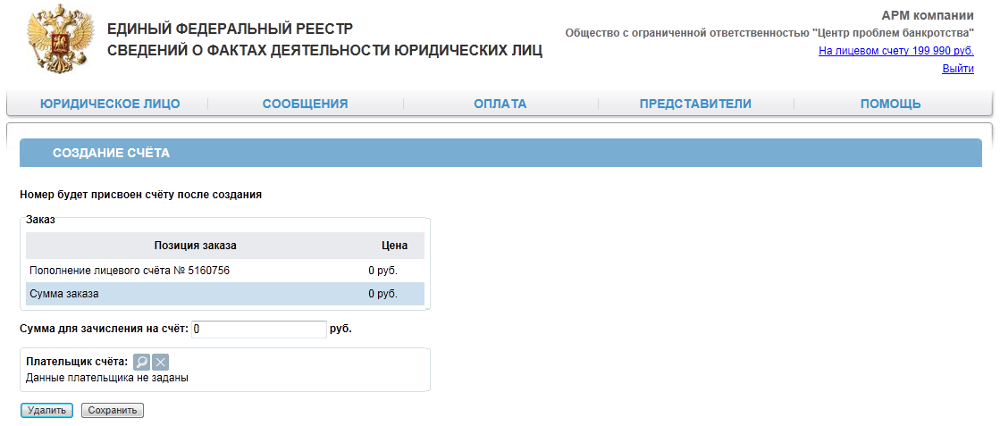 ЕДИНЫЙ ФЕДЕРАЛЬНЫЙ РЕЕСТР
СВЕДЕНИЙ О ФАКТАХ ДЕЯТЕЛЬНОСТИ ЮРИДИЧЕСКИХ ЛИЦ
АРМ компании
Общество с ограниченной ответственностью "Центр проблем банкротства"
На лицевом счету 199 990 руб.
Выйти
ЮРИДИЧЕСКОЕ ЛИЦО СООБЩЕНИЯ ОПЛАТА ПРЕДСТАВИТЕЛИ ПОМОЩЬ
СОЗДАНИЕ СЧЁТА
Номер будет присвоен счёту после создания
Заказ
Позиция заказа Цена
Пополнение лицевого счёта № 5160756 0 руб.
Сумма заказа 0 руб.
Сумма для зачисления на счёт: 0 руб.
Плательщик счёта:
Данные плательщика не заданы
Удалить Сохранить